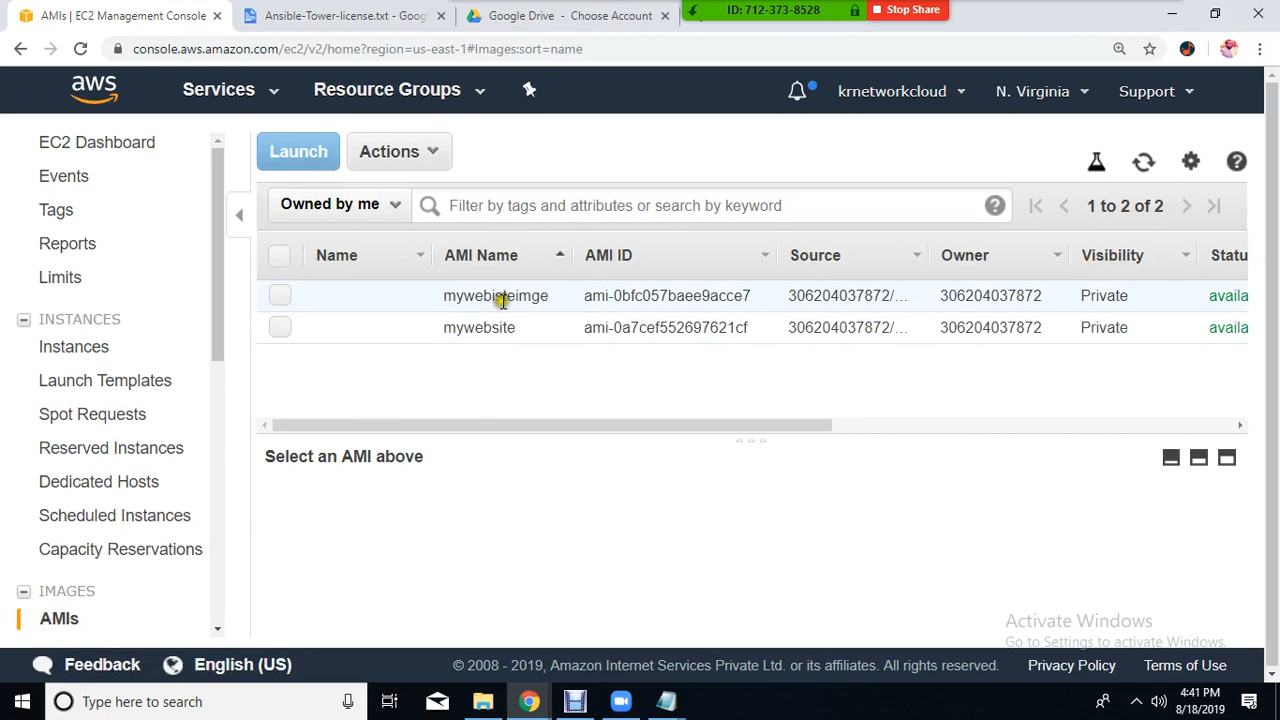 AMIs | EC2 Management Console
Ansible-Tower-license.txt - Goog
Google Drive - Choose Account
ID: 712-373-8528
Stop Share
console.aws.amazon.com/ec2/v2/home?region=us-east-1#Images:sort=name
aws
Services
Resource Groups
krnetworkcloud
N. Virginia
Support
EC2 Dashboard
Events
Tags
Reports
Limits
INSTANCES
Instances
Launch Templates
Spot Requests
Reserved Instances
Dedicated Hosts
Scheduled Instances
Capacity Reservations
IMAGES
AMIs
Launch
Actions
Owned by me
Filter by tags and attributes or search by keyword
1 to 2 of 2
Name AMI Name AMI ID Source Owner Visibility Statu
mywebisteimge ami-0bfc057baee9acce7 306204037872/... 306204037872 Private availa
mywebsite ami-0a7cef552697621cf 306204037872/... 306204037872 Private availa
Select an AMI above
Activate Windows
Go to Settings to activate Windows.
Feedback
English (US)
© 2008 - 2019, Amazon Internet Services Private Ltd. or its affiliates. All rights reserved.
Privacy Policy
Terms of Use
Type here to search
4:41 PM
8/18/2019